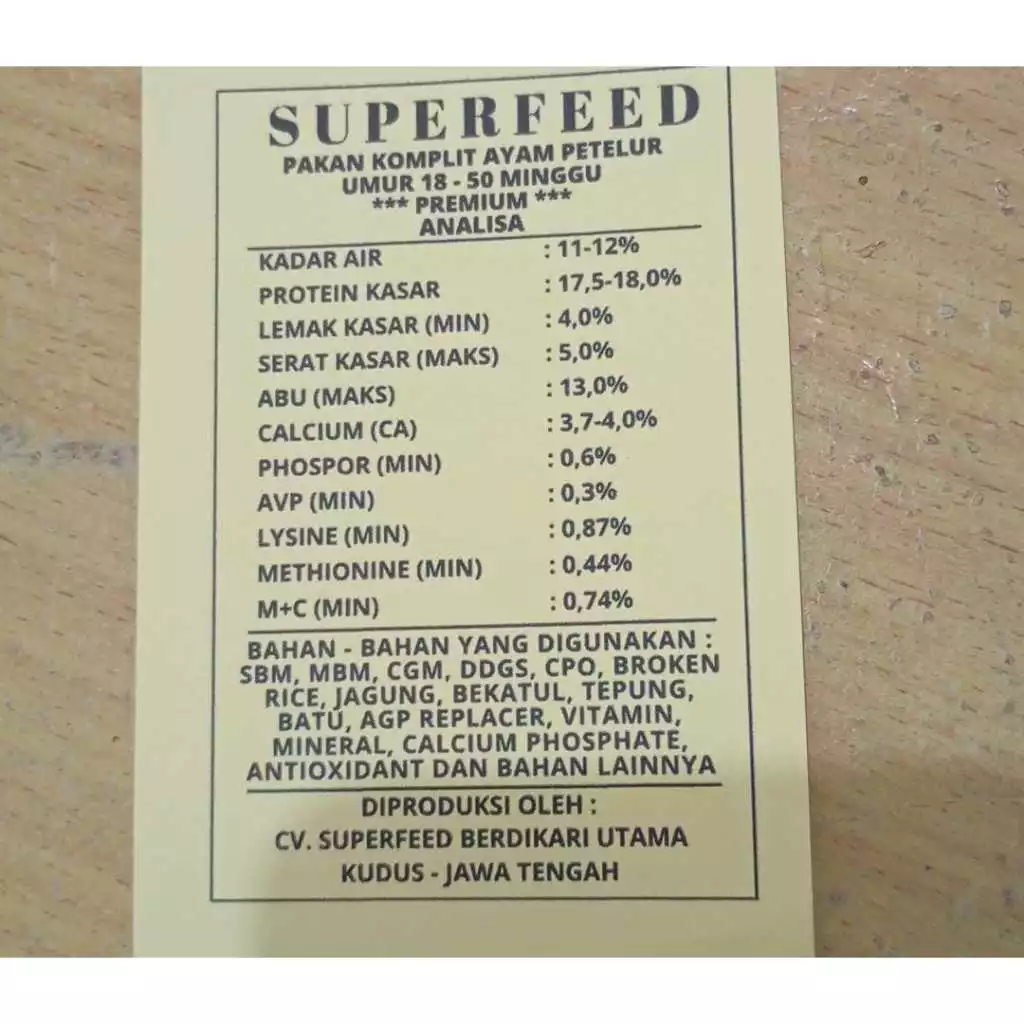 SUPERFEED
PAKAN KOMPLIT AYAM PETELUR
UMUR 18 - 50 MINGGU
*** PREMIUM ***
ANALISA
KADAR AIR : 11-12%
PROTEIN KASAR : 17,5-18,0%
LEMAK KASAR (MIN) : 4,0%
SERAT KASAR (MAKS) : 5,0%
ABU (MAKS) : 13,0%
CALCIUM (CA) : 3,7-4,0%
PHOSPOR (MIN) : 0,6%
AVP (MIN) : 0,3%
LYSINE (MIN) : 0,87%
METHIONINE (MIN) : 0,44%
M+C (MIN) : 0,74%
BAHAN - BAHAN YANG DIGUNAKAN :
SBM, MBM, CGM, DDGS, CPO, BROKEN
RICE, JAGUNG, BEKATUL, TEPUNG,
BATU, AGP REPLACER, VITAMIN,
MINERAL, CALCIUM PHOSPHATE,
ANTIOXIDANT DAN BAHAN LAINNYA
DIPRODUKSI OLEH :
CV. SUPERFEED BERDIKARI UTAMA
KUDUS - JAWA TENGAH